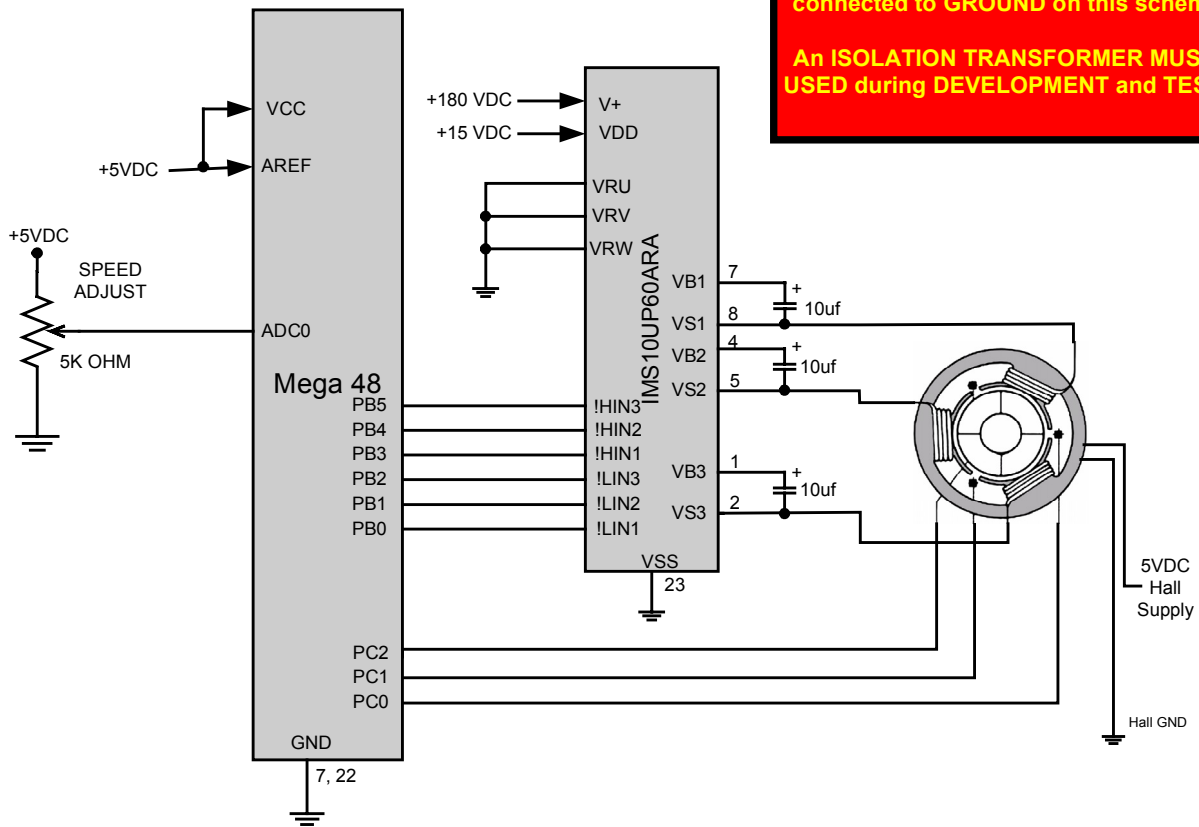 connected to GROUND on this schem
An ISOLATION TRANSFORMER MUS
USED during DEVELOPMENT and TES
VCC
AREF
+5VDC
+5VDC
SPEED
ADJUST
5K OHM
ADC0
Mega 48
PB5
PB4
PB3
PB2
PB1
PB0
PC2
PC1
PC0
GND
7, 22
+180 VDC
+15 VDC
V+
VDD
VRU
VRV
VRW
IMS10UP60ARA
!HIN3
!HIN2
!HIN1
!LIN3
!LIN2
!LIN1
VB1
7
+
10uf
VS1
8
VB2
4
+
10uf
VS2
5
VB3
1
+
10uf
VS3
2
VSS
23
5VDC
Hall
Supply
Hall GND